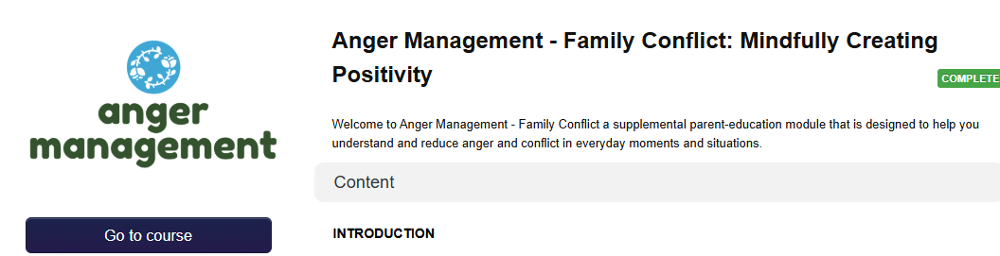 anger
management
Go to course
Anger Management - Family Conflict: Mindfully Creating
Positivity
COMPLETE
Welcome to Anger Management - Family Conflict a supplemental parent-education module that is designed to help you
understand and reduce anger and conflict in everyday moments and situations.
Content
INTRODUCTION